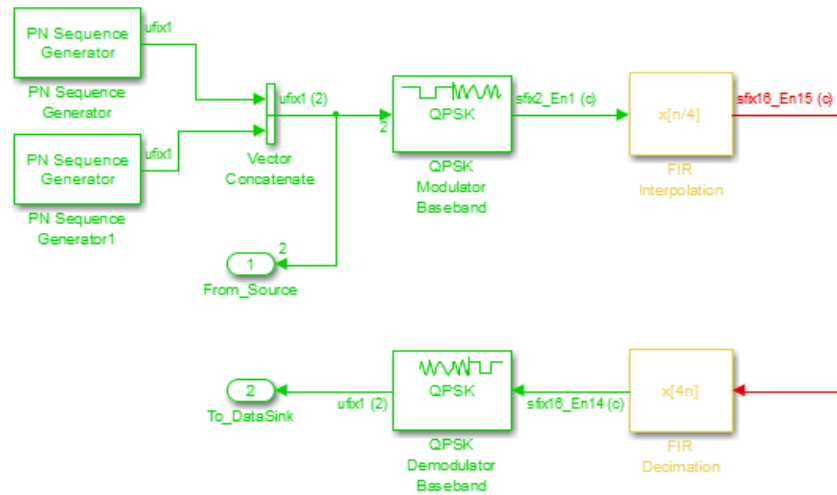 PN Sequence
Generator
ufix1
PN Sequence
Generator
PN Sequence
Generator
ufix1
PN Sequence
Generator1
ufix1 (2)
Vector
Concatenate
2
QPSK
QPSK
Modulator
Baseband
sfix2_En1 (c)
x[n/4]
FIR
Interpolation
sfix16_En15 (c)
2
1
From_Source
2
To_DataSink
ufix1 (2)
QPSK
QPSK
Demodulator
Baseband
sfix16_En14 (c)
x[4n]
FIR
Decimation